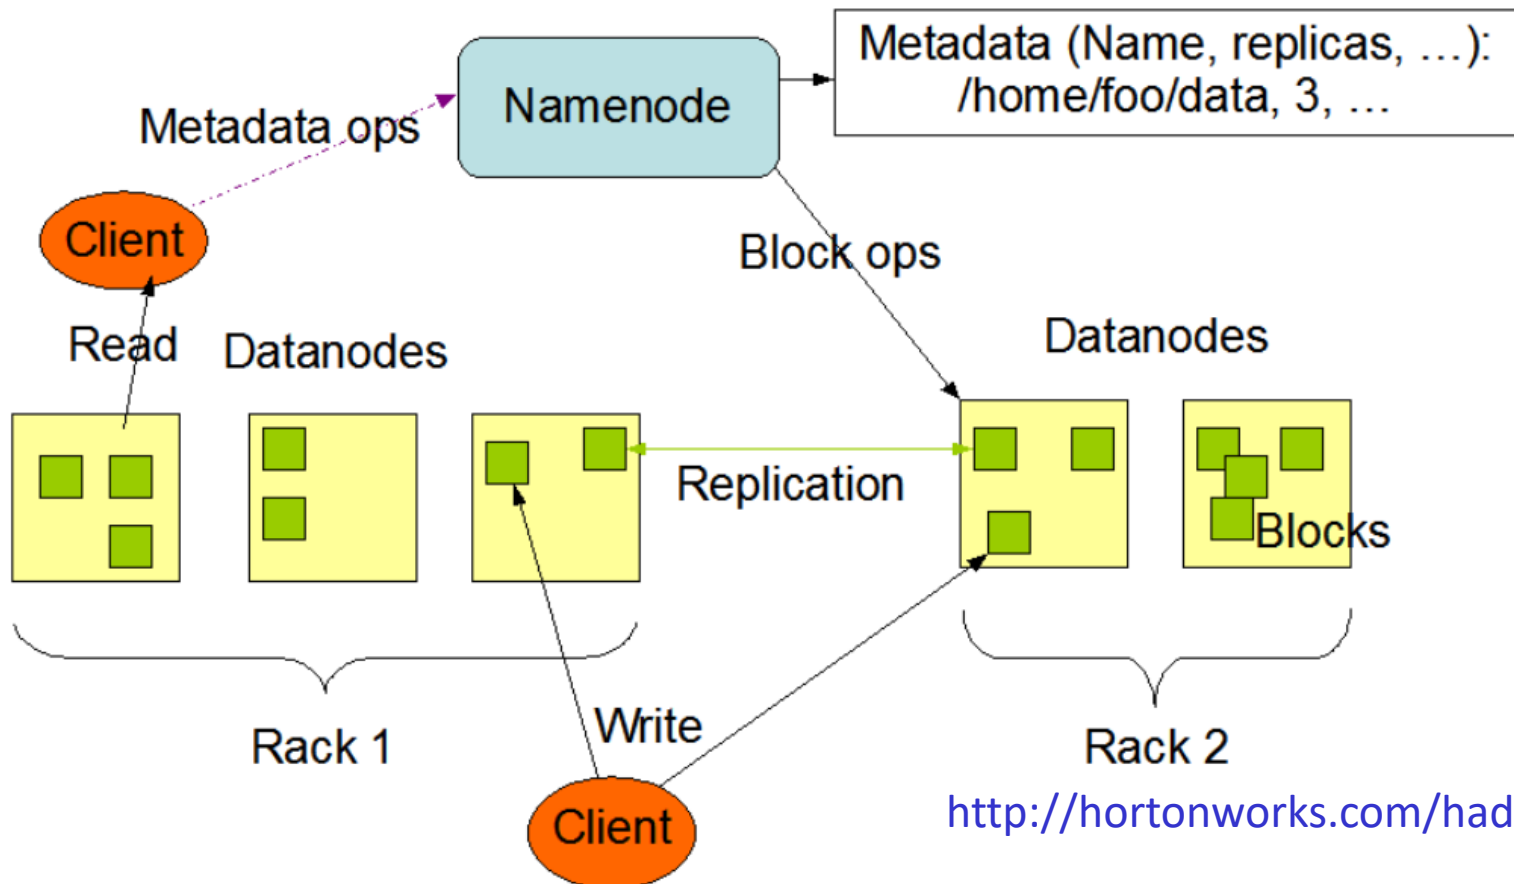 Metadata (Name, replicas, …):
/home/foo/data, 3, …
Namenode
Metadata ops
Client
Block ops
Read
Datanodes
Datanodes
Replication
Blocks
Rack 1
Write
Rack 2
Client
http://hortonworks.com/had